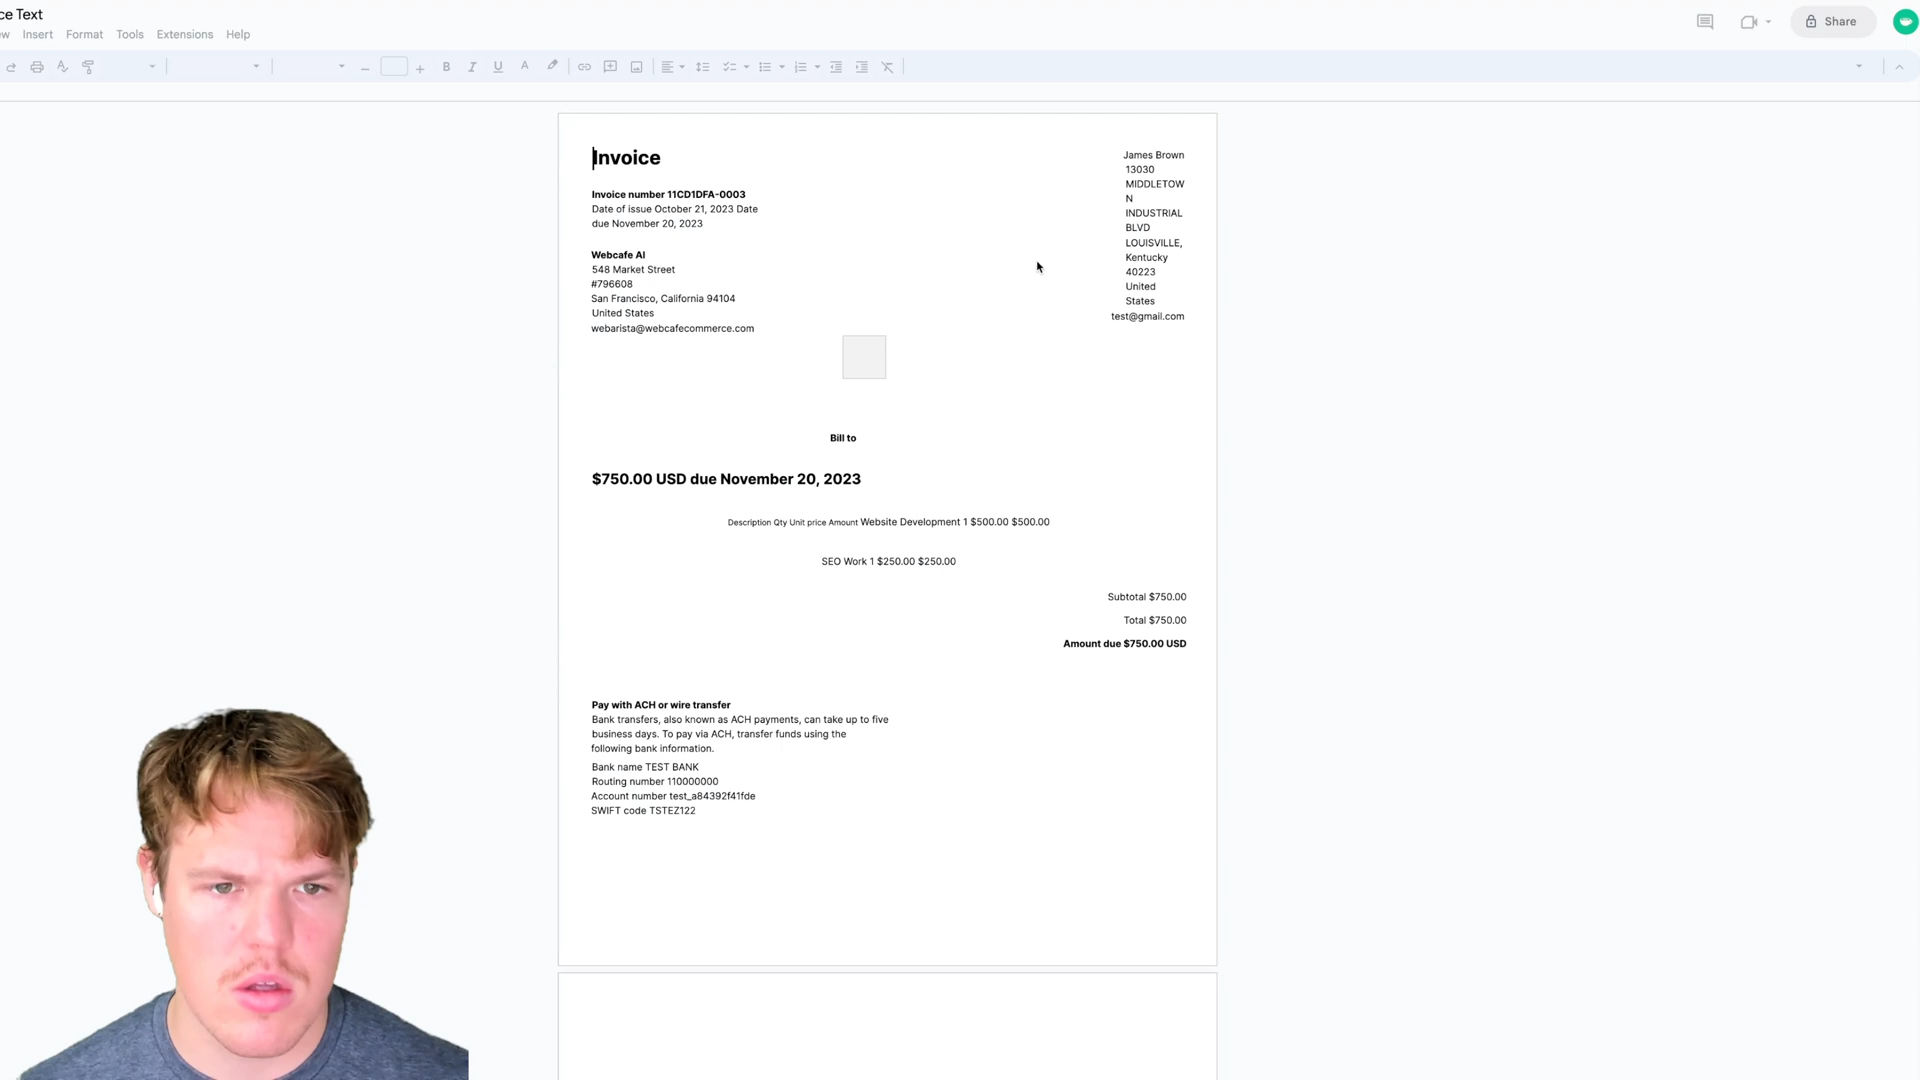 ce Text
ew Insert Format Tools Extensions Help
Share
B I U A
Invoice
Invoice number 11CD1DFA-0003
Date of issue October 21, 2023 Date
due November 20, 2023
Webcafe AI
548 Market Street
#796608
San Francisco, California 94104
United States
webarista@webcafecommerce.com
James Brown
13030
MIDDLETOW
N
INDUSTRIAL
BLVD
LOUISVILLE,
Kentucky
40223
United
States
test@gmail.com
Bill to
$750.00 USD due November 20, 2023
Description Qty Unit price Amount Website Development 1 $500.00 $500.00
SEO Work 1 $250.00 $250.00
Subtotal $750.00
Total $750.00
Amount due $750.00 USD
Pay with ACH or wire transfer
Bank transfers, also known as ACH payments, can take up to five
business days. To pay via ACH, transfer funds using the
following bank information.
Bank name TEST BANK
Routing number 110000000
Account number test_a84392f41fde
SWIFT code TSTEZ122